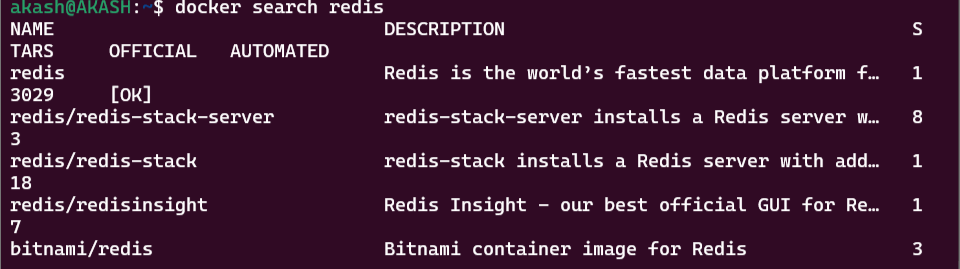 akash@AKASH:~$ docker search redis
NAME                              DESCRIPTION                                     S
TARS     OFFICIAL   AUTOMATED
redis                             Redis is the world’s fastest data platform f…   1
3029     [OK]
redis/redis-stack-server          redis-stack-server installs a Redis server w…   8
3
redis/redis-stack                 redis-stack installs a Redis server with add…   1
18
redis/redisinsight                Redis Insight - our best official GUI for Re…   1
7
bitnami/redis                     Bitnami container image for Redis               3